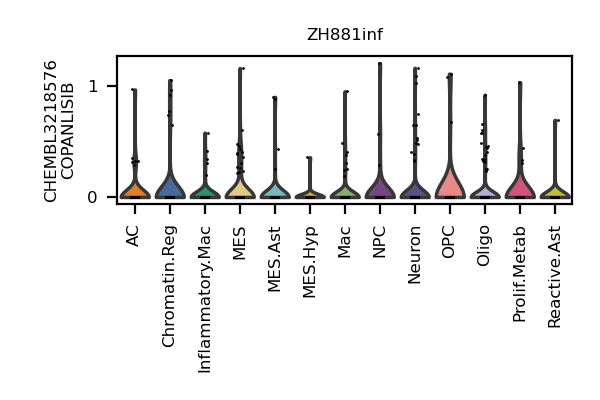 ZH881inf
CHEMBL3218576
COPANLISIB
1
0
AC
Chromatin.Reg
Inflammatory.Mac
MES
MES.Ast
MES.Hyp
Mac
NPC
Neuron
OPC
Oligo
Prolif.Metab
Reactive.Ast